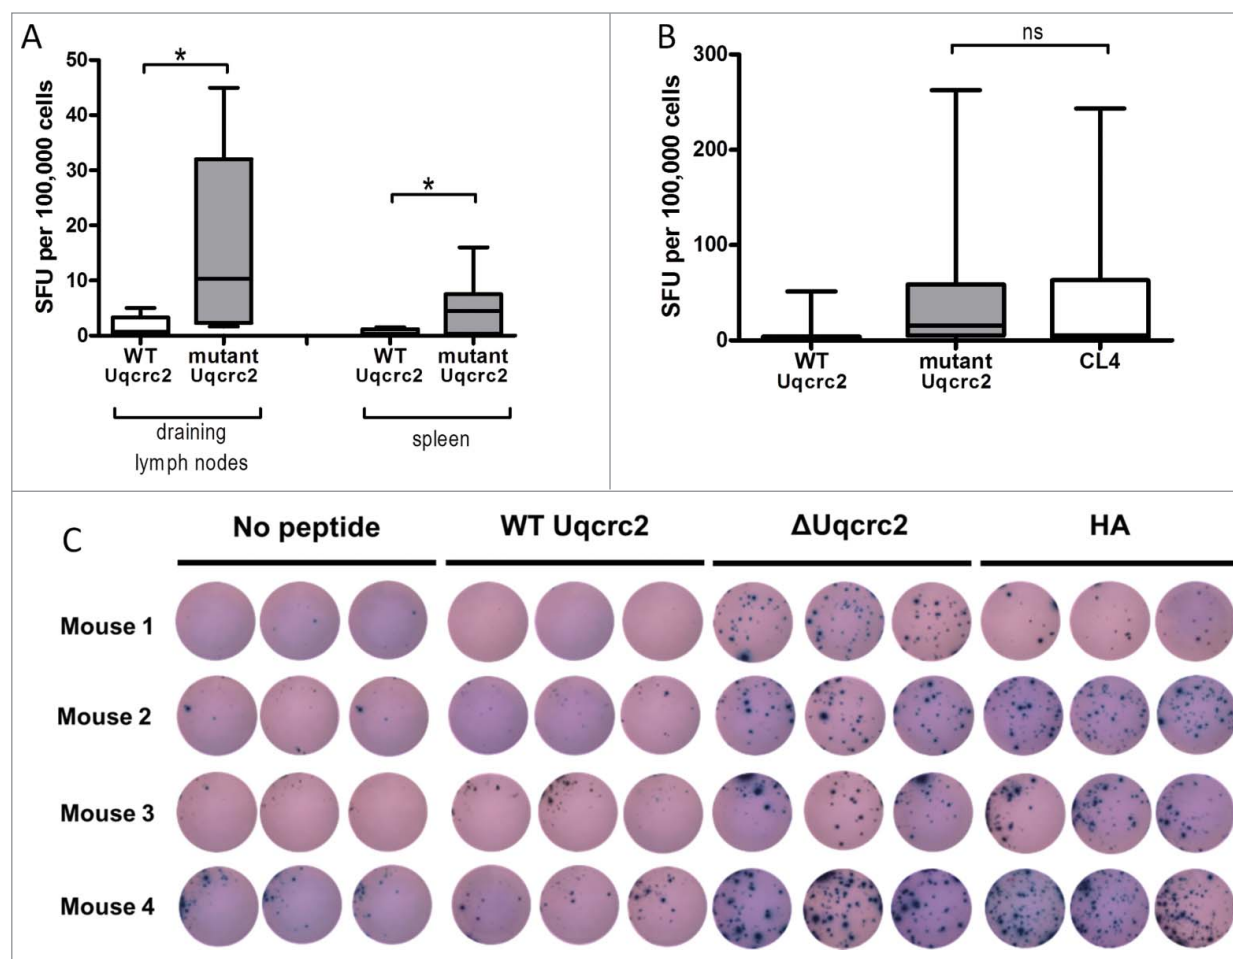 A
SFU per 100,000 cells
50
40
30
20
10
0
*
*
WT
Uqcrc2
mutant
Uqcrc2
WT
Uqcrc2
mutant
Uqcrc2
draining
lymph nodes
spleen
B
SFU per 100,000 cells
300
200
100
0
ns
WT
Uqcrc2
mutant
Uqcrc2
CL4
C
No peptide WT Uqcrc2 ΔUqcrc2 HA
Mouse 1
Mouse 2
Mouse 3
Mouse 4